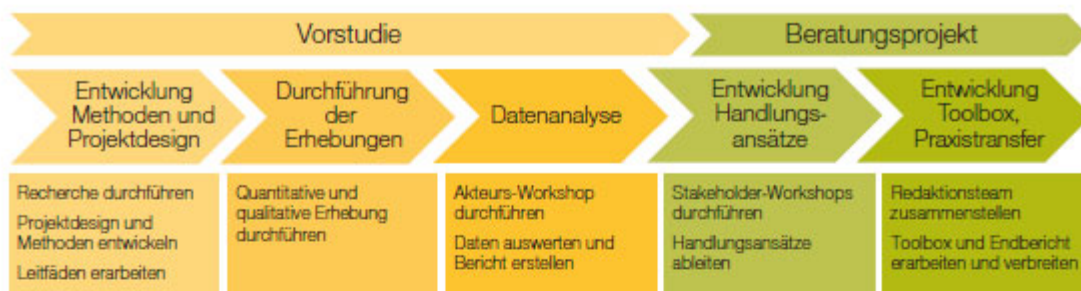 Vorstudie
Beratungsprojekt
Entwicklung
Methoden und
Projektdesign
Durchführung
der
Erhebungen
Datenanalyse
Entwicklung
Handlungs-
ansätze
Entwicklung
Toolbox,
Praxistransfer
Recherche durchführen
Projektdesign und
Methoden entwickeln
Leitfäden erarbeiten
Quantitative und
qualitative Erhebung
durchführen
Akteurs-Workshop
durchführen
Daten auswerten und
Bericht erstellen
Stakeholder-Workshops
durchführen
Handlungsansätze
ableiten
Redaktionsteam
zusammenstellen
Toolbox und Endbericht
erarbeiten und verbreiten